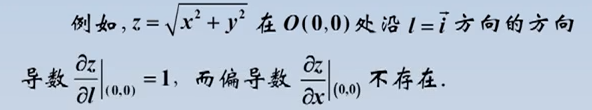 例如, z = √(x² + y²) 在 O(0,0) 处沿 l = i⃗ 方向的方向
导数 ∂z/∂l|(0,0) = 1, 而偏导数 ∂z/∂x|(0,0) 不存在.